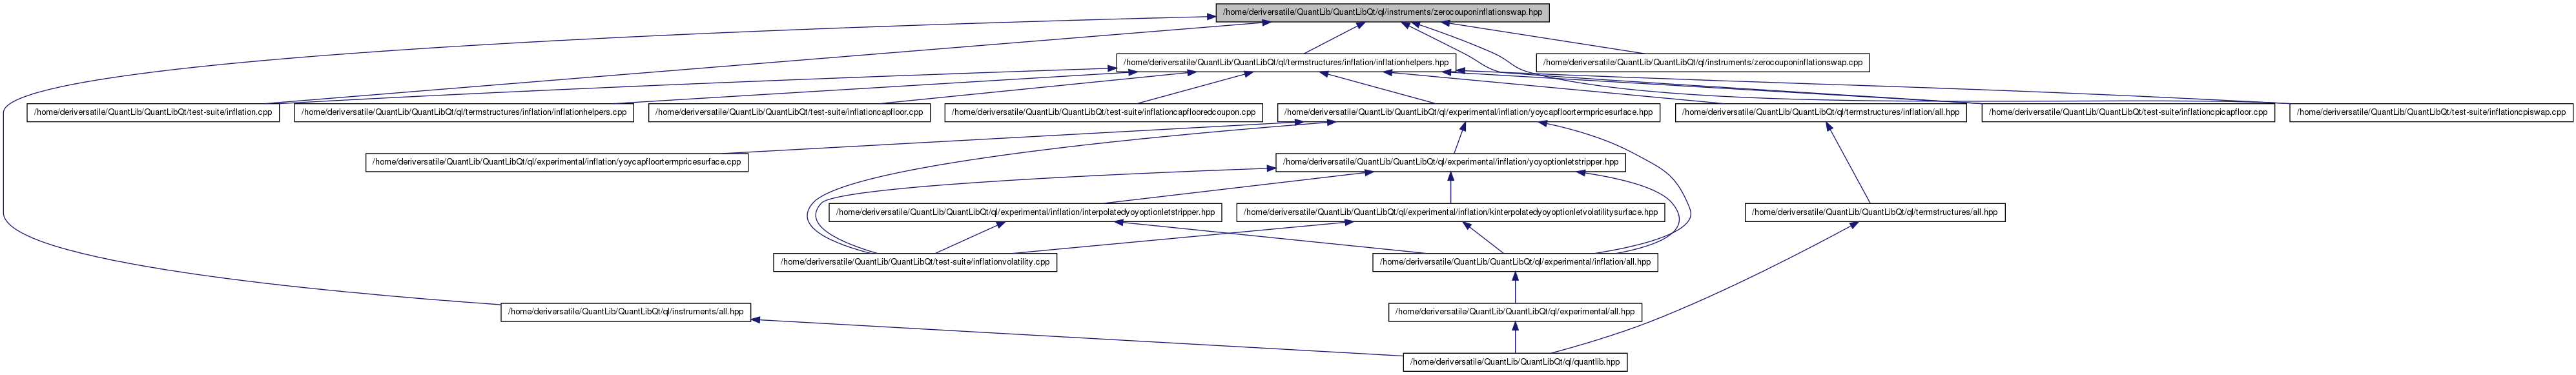 /home/deriversatile/QuantLib/QuantLibQt/ql/instruments/zerocouponinflationswap.hpp
/home/deriversatile/QuantLib/QuantLibQt/ql/termstructures/inflation/inflationhelpers.hpp
/home/deriversatile/QuantLib/QuantLibQt/ql/instruments/zerocouponinflationswap.cpp
/home/deriversatile/QuantLib/QuantLibQt/test-suite/inflation.cpp
/home/deriversatile/QuantLib/QuantLibQt/ql/termstructures/inflation/inflationhelpers.cpp
/home/deriversatile/QuantLib/QuantLibQt/test-suite/inflationcapfloor.cpp
/home/deriversatile/QuantLib/QuantLibQt/test-suite/inflationcapflooredcoupon.cpp
/home/deriversatile/QuantLib/QuantLibQt/ql/experimental/inflation/yoycapfloortermpricesurface.hpp
/home/deriversatile/QuantLib/QuantLibQt/ql/termstructures/inflation/all.hpp
/home/deriversatile/QuantLib/QuantLibQt/test-suite/inflationcpicapfloor.cpp
/home/deriversatile/QuantLib/QuantLibQt/test-suite/inflationcpiswap.cpp
/home/deriversatile/QuantLib/QuantLibQt/ql/experimental/inflation/yoycapfloortermpricesurface.cpp
/home/deriversatile/QuantLib/QuantLibQt/ql/experimental/inflation/yoyoptionletstripper.hpp
/home/deriversatile/QuantLib/QuantLibQt/ql/experimental/inflation/interpolatedyoyoptionletstripper.hpp
/home/deriversatile/QuantLib/QuantLibQt/ql/experimental/inflation/kinterpolatedyoyoptionletvolatilitysurface.hpp
/home/deriversatile/QuantLib/QuantLibQt/ql/termstructures/all.hpp
/home/deriversatile/QuantLib/QuantLibQt/test-suite/inflationvolatility.cpp
/home/deriversatile/QuantLib/QuantLibQt/ql/experimental/inflation/all.hpp
/home/deriversatile/QuantLib/QuantLibQt/ql/instruments/all.hpp
/home/deriversatile/QuantLib/QuantLibQt/ql/experimental/all.hpp
/home/deriversatile/QuantLib/QuantLibQt/ql/quantlib.hpp